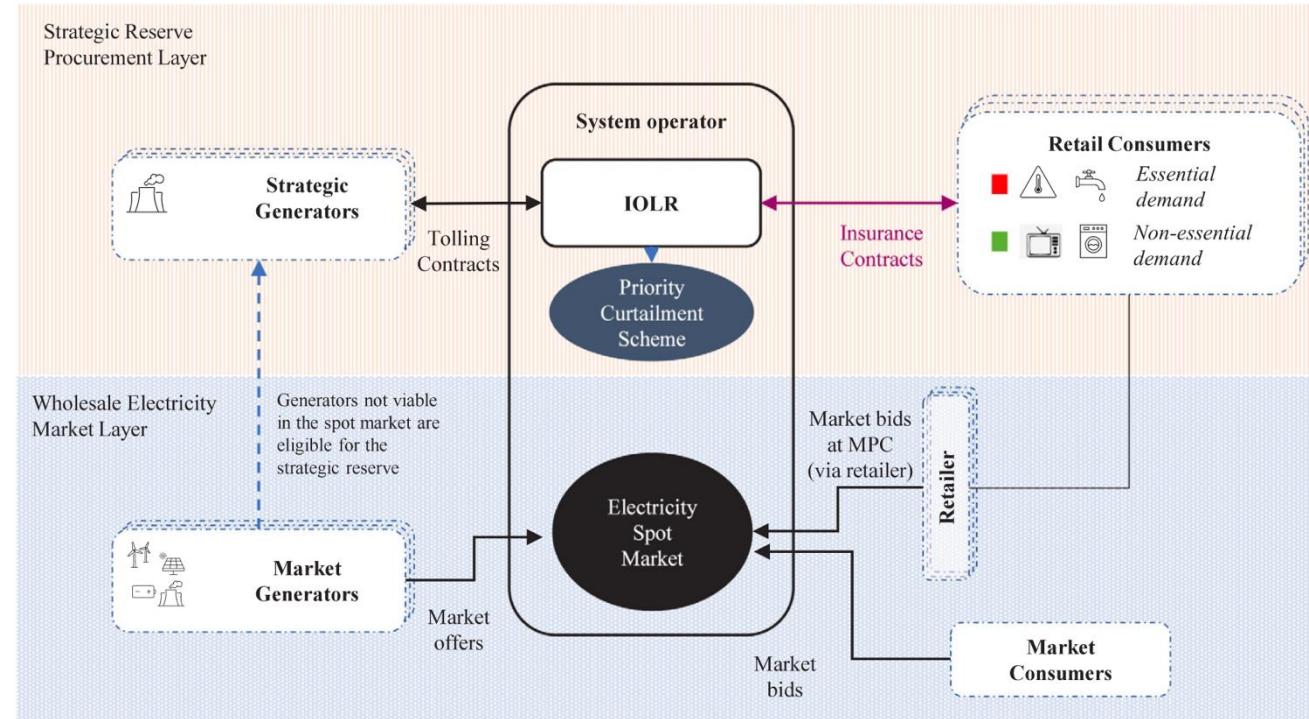 Strategic Reserve
Procurement Layer
System operator
Strategic
Generators
IOLR
Tolling
Contracts
Insurance
Contracts
Retail Consumers
Essential
demand
Non-essential
demand
Priority
Curtailment
Scheme
Wholesale Electricity
Market Layer
Generators not viable
in the spot market are
eligible for the
strategic reserve
Market bids
at MPC
(via retailer)
Retailer
Electricity
Spot
Market
Market
Generators
Market
offers
Market
bids
Market
Consumers